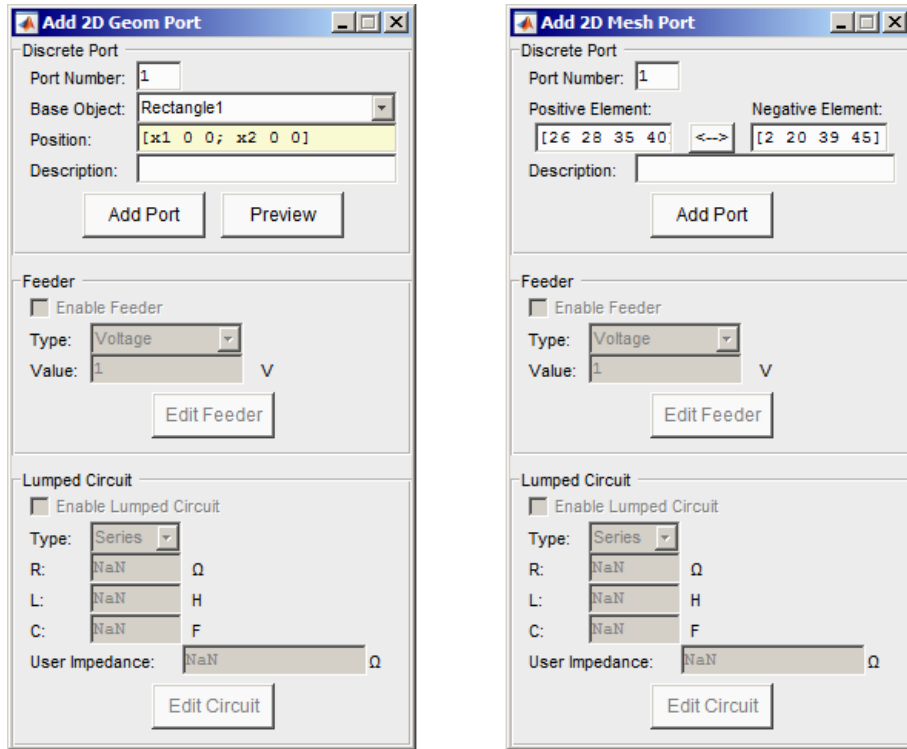 Add 2D Geom Port
Discrete Port
Port Number: 1
Base Object: Rectangle1
Position: [x1 0 0; x2 0 0]
Description:
Add Port Preview
Feeder
Enable Feeder
Type: Voltage
Value: 1 V
Edit Feeder
Lumped Circuit
Enable Lumped Circuit
Type: Series
R: NaN Ω
L: NaN H
C: NaN F
User Impedance: NaN Ω
Edit Circuit
Add 2D Mesh Port
Discrete Port
Port Number: 1
Positive Element: Negative Element:
[26 28 35 40 <--> [2 20 39 45]
Description:
Add Port
Feeder
Enable Feeder
Type: Voltage
Value: 1 V
Edit Feeder
Lumped Circuit
Enable Lumped Circuit
Type: Series
R: NaN Ω
L: NaN H
C: NaN F
User Impedance: NaN Ω
Edit Circuit